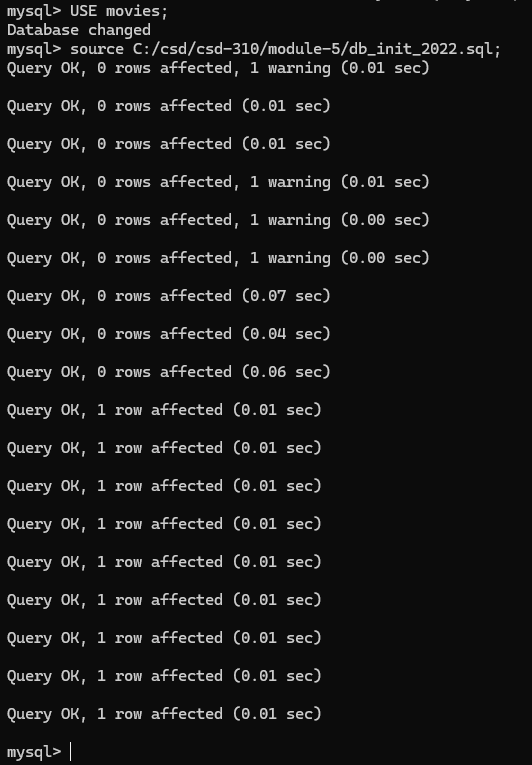 mysql> USE movies;
Database changed
mysql> source C:/csd/csd-310/module-5/db_init_2022.sql;
Query OK, 0 rows affected, 1 warning (0.01 sec)
Query OK, 0 rows affected (0.01 sec)
Query OK, 0 rows affected (0.01 sec)
Query OK, 0 rows affected, 1 warning (0.01 sec)
Query OK, 0 rows affected, 1 warning (0.00 sec)
Query OK, 0 rows affected, 1 warning (0.00 sec)
Query OK, 0 rows affected (0.07 sec)
Query OK, 0 rows affected (0.04 sec)
Query OK, 0 rows affected (0.06 sec)
Query OK, 1 row affected (0.01 sec)
Query OK, 1 row affected (0.01 sec)
Query OK, 1 row affected (0.01 sec)
Query OK, 1 row affected (0.01 sec)
Query OK, 1 row affected (0.01 sec)
Query OK, 1 row affected (0.01 sec)
Query OK, 1 row affected (0.01 sec)
Query OK, 1 row affected (0.01 sec)
Query OK, 1 row affected (0.01 sec)
mysql>